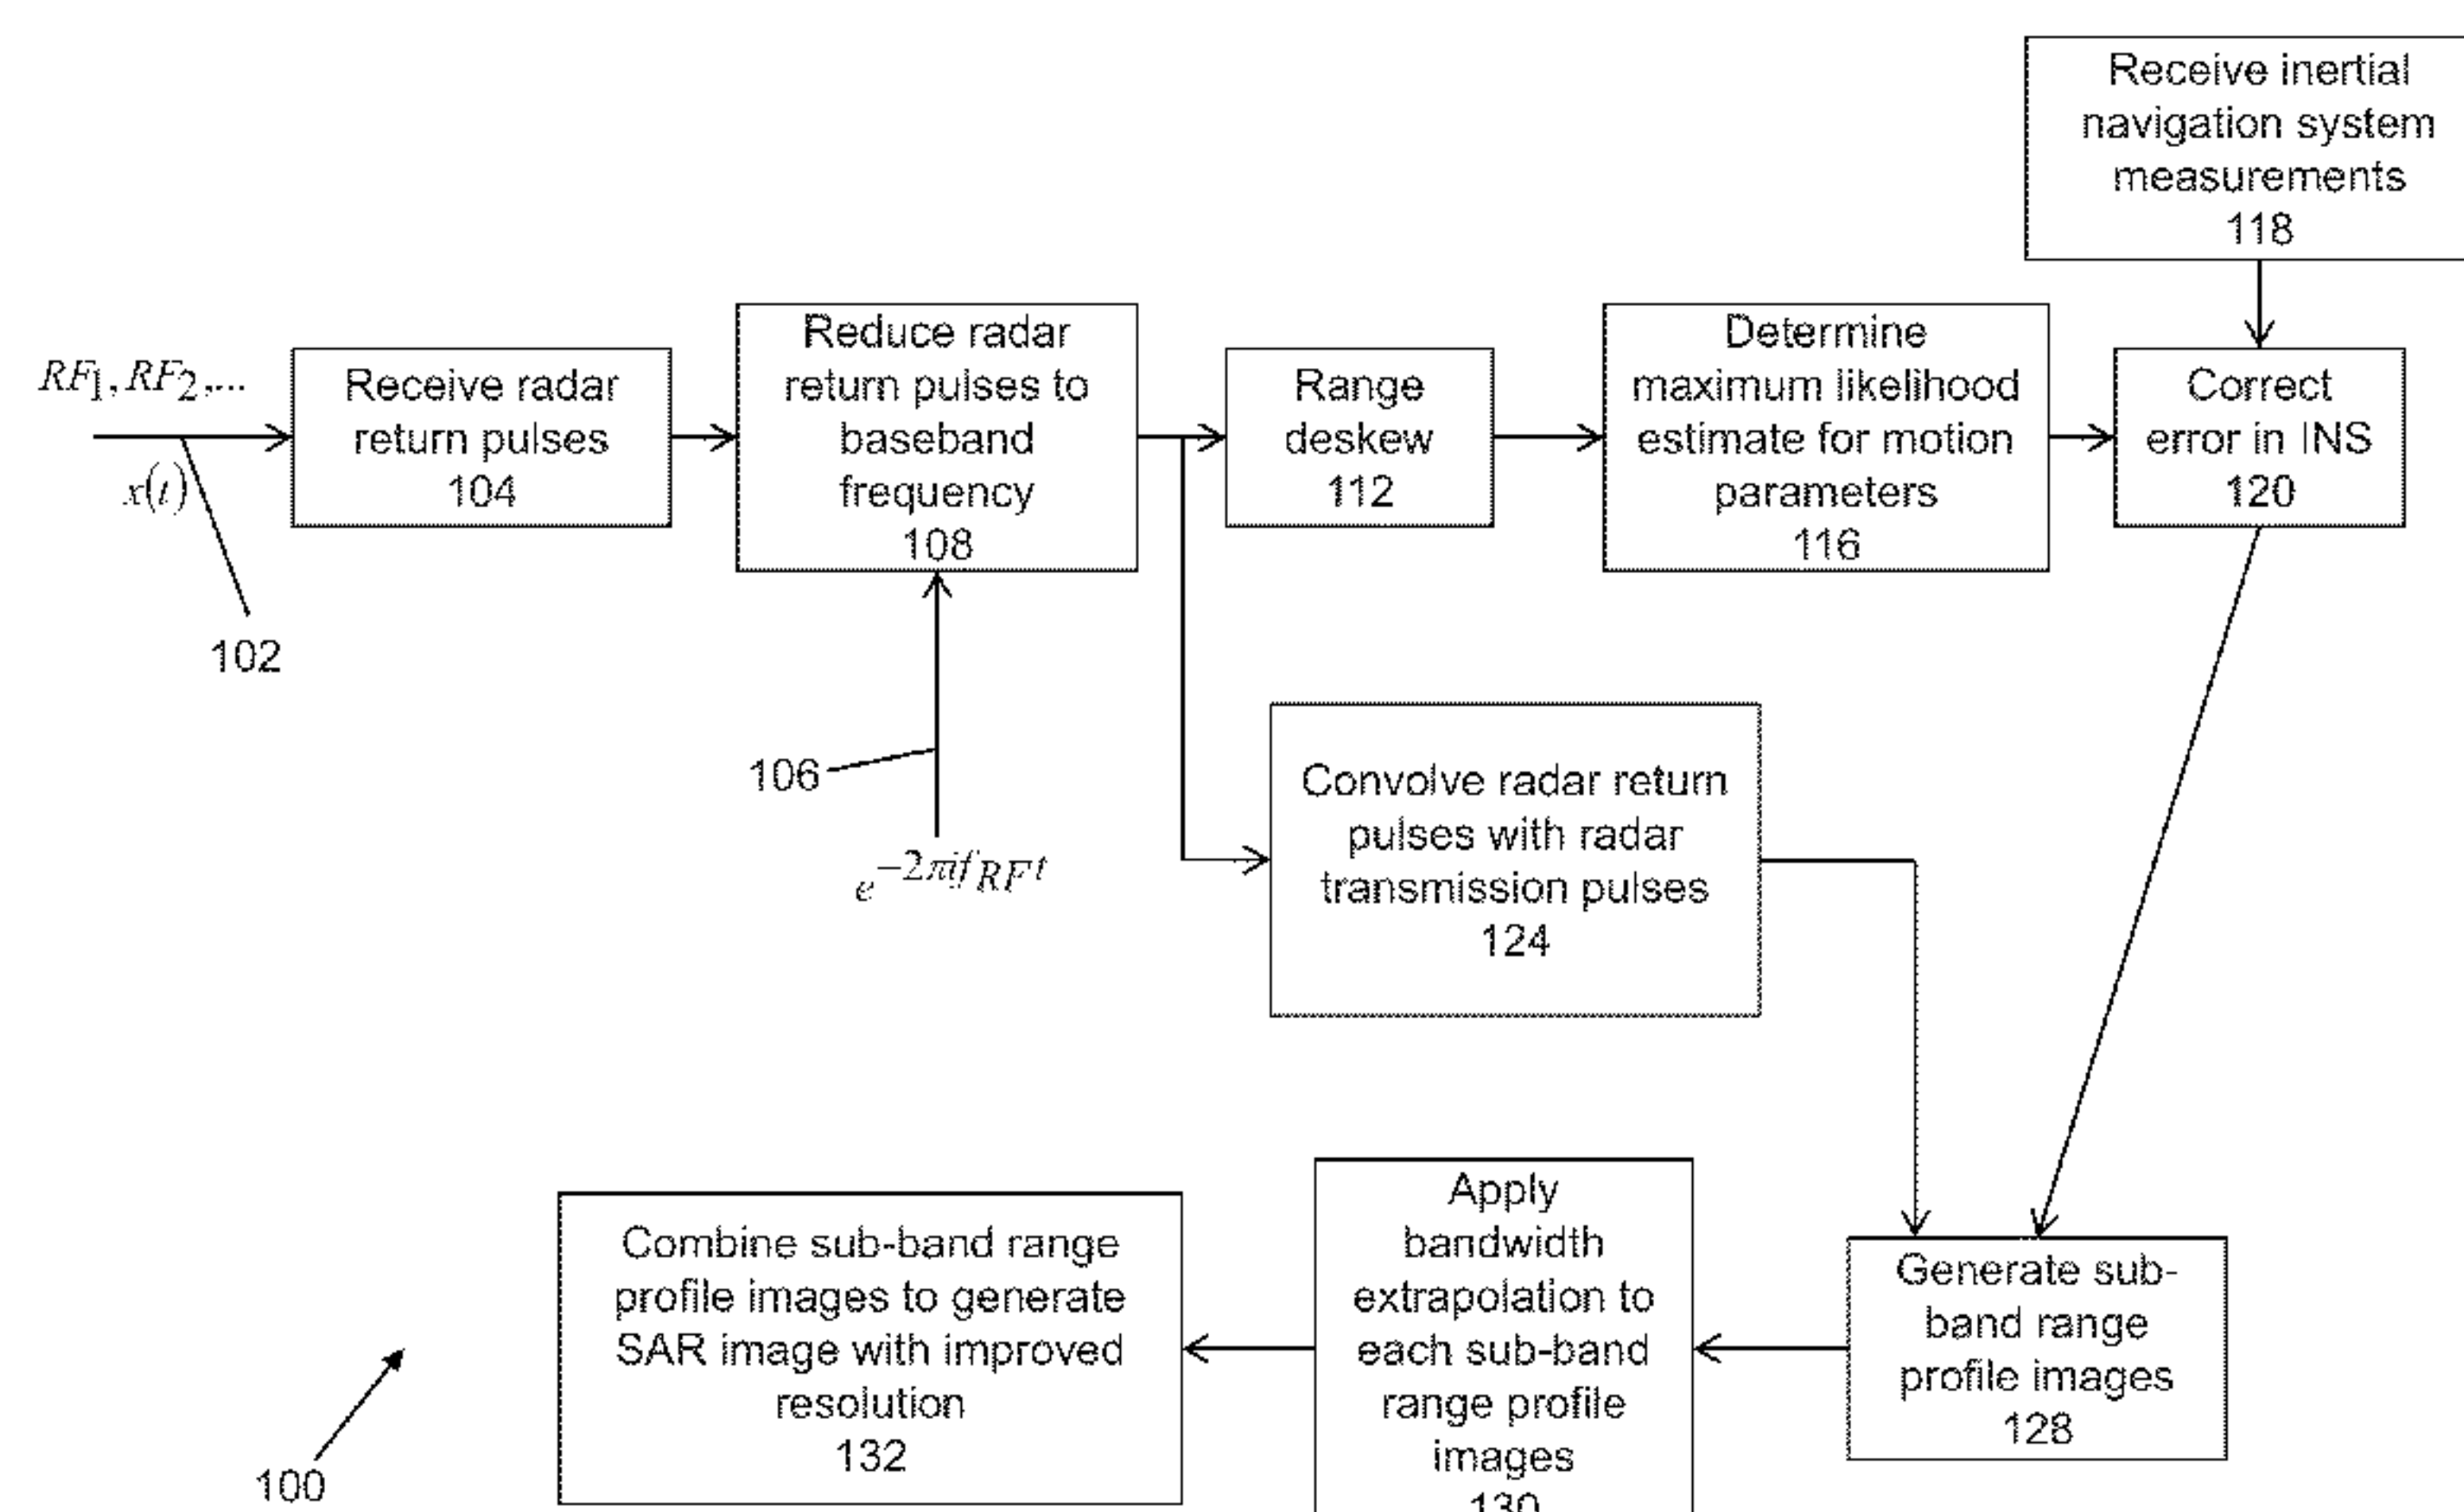 Receive inertial
navigation system
measurements
118
RF1, RF2,...
x(t)
102
Receive radar
return pulses
104
Reduce radar
return pulses to
baseband
frequency
108
Range
deskew
112
Determine
maximum likelihood
estimate for motion
parameters
116
Correct
error in INS
120
106
e^{-2πif_{RF}t}
Convolve radar return
pulses with radar
transmission pulses
124
Combine sub-band range
profile images to generate
SAR image with improved
resolution
132
Apply
bandwidth
extrapolation to
each sub-band
range profile
images
130
Generate sub-
band range
profile images
128
100